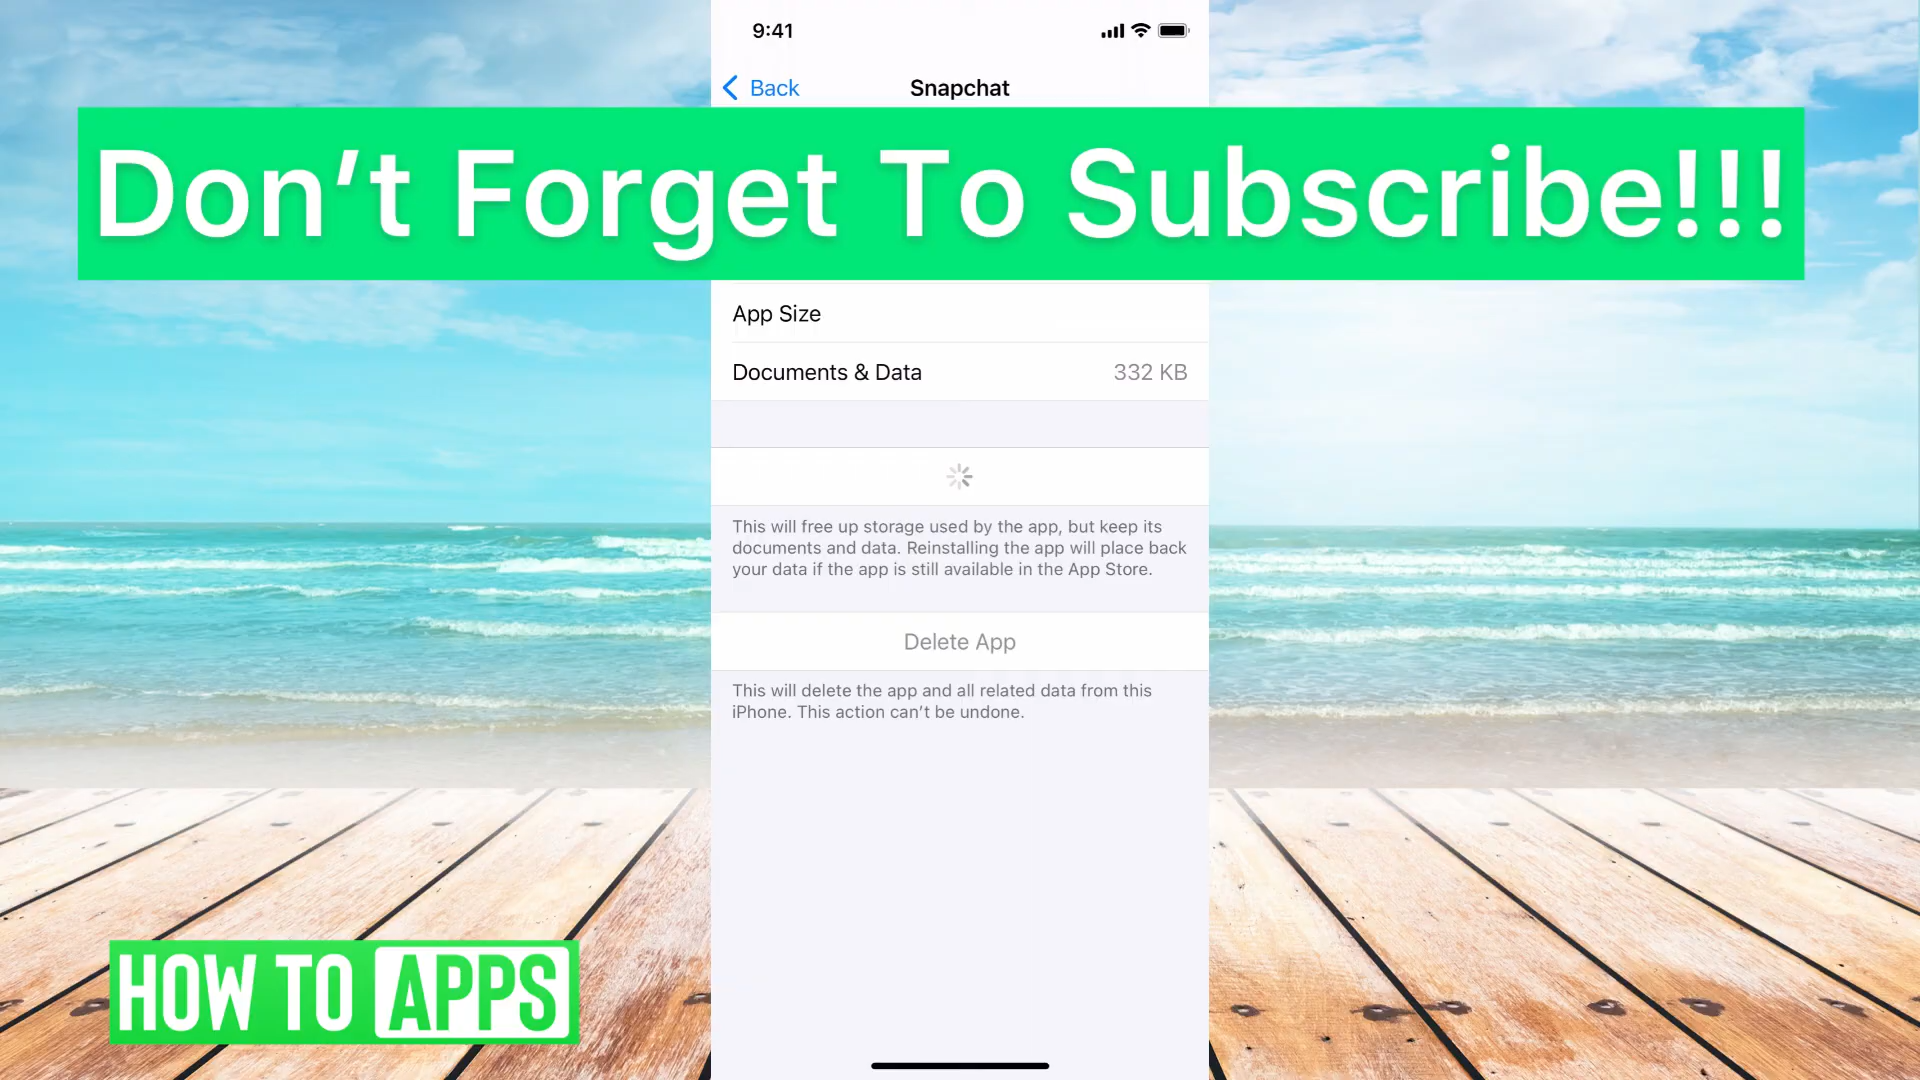 9:41
Back
Snapchat
Don’t Forget To Subscribe!!!
App Size
Documents & Data 332 KB
This will free up storage used by the app, but keep its
documents and data. Reinstalling the app will place back
your data if the app is still available in the App Store.
Delete App
This will delete the app and all related data from this
iPhone. This action can’t be undone.
HOW TO APPS